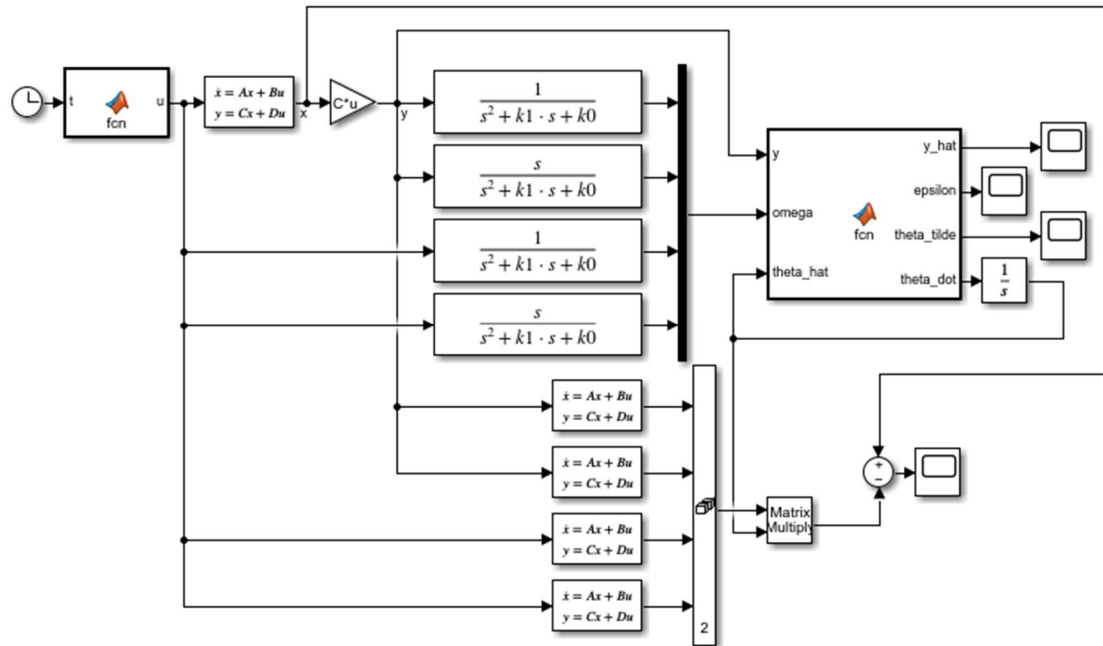 t
fcn
u
ẋ = Ax + Bu
y = Cx + Du
x
C*u
y
1
s² + k1 · s + k0
s
s² + k1 · s + k0
1
s² + k1 · s + k0
s
s² + k1 · s + k0
y
omega
theta_hat
fcn
y_hat
epsilon
theta_tilde
theta_dot
1
s
ẋ = Ax + Bu
y = Cx + Du
ẋ = Ax + Bu
y = Cx + Du
ẋ = Ax + Bu
y = Cx + Du
ẋ = Ax + Bu
y = Cx + Du
2
Matrix
Multiply
+
−